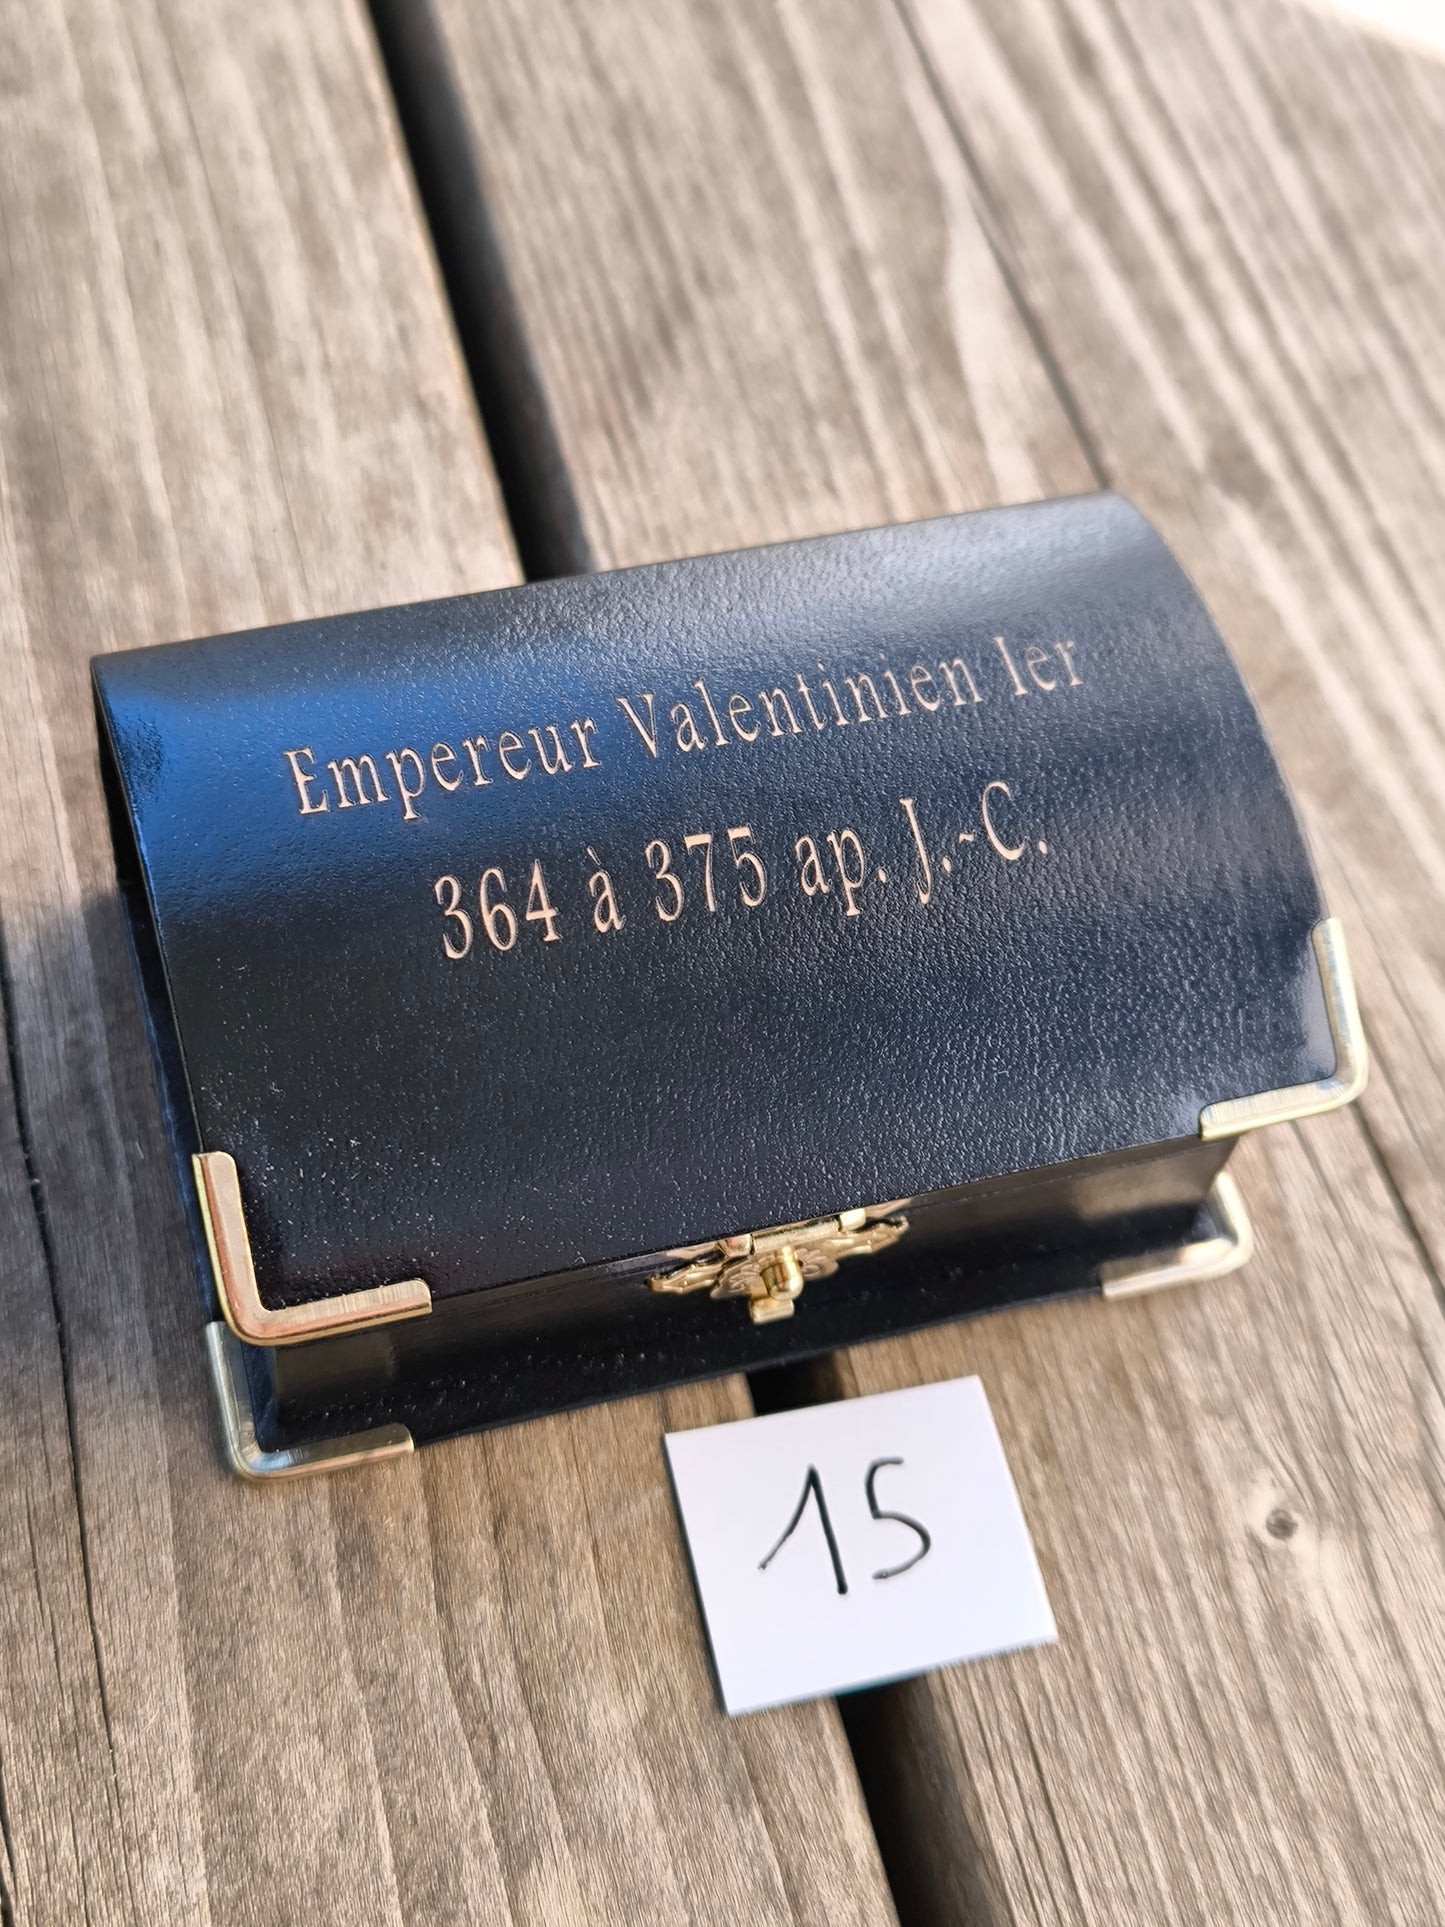 Empereur Valentinien Ier
364 à 375 ap. J.-C.
15